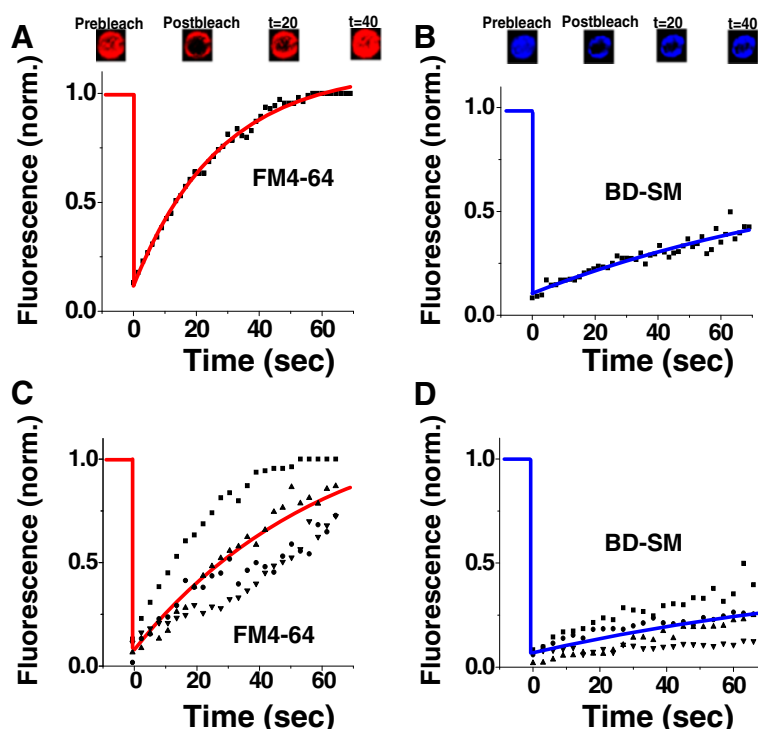 A
Prebleach Postbleach t=20 t=40
Fluorescence (norm.)
1.0
0.5
0.0
FM4-64
0 20 40 60
Time (sec)
B
Prebleach Postbleach t=20 t=40
Fluorescence (norm.)
1.0
0.5
0.0
BD-SM
0 20 40 60
Time (sec)
C
Fluorescence (norm.)
1.0
0.5
0.0
FM4-64
0 20 40 60
Time (sec)
D
Fluorescence (norm.)
1.0
0.5
0.0
BD-SM
0 20 40 60
Time (sec)